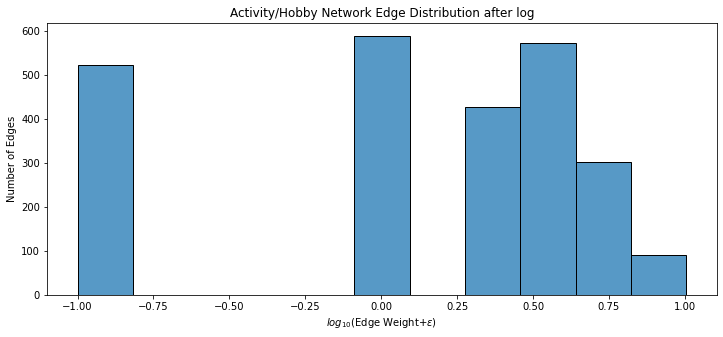 Activity/Hobby Network Edge Distribution after log
600
500
400
300
200
100
0
Number of Edges
−1.00 −0.75 −0.50 −0.25 0.00 0.25 0.50 0.75 1.00
log₁₀(Edge Weight+ε)